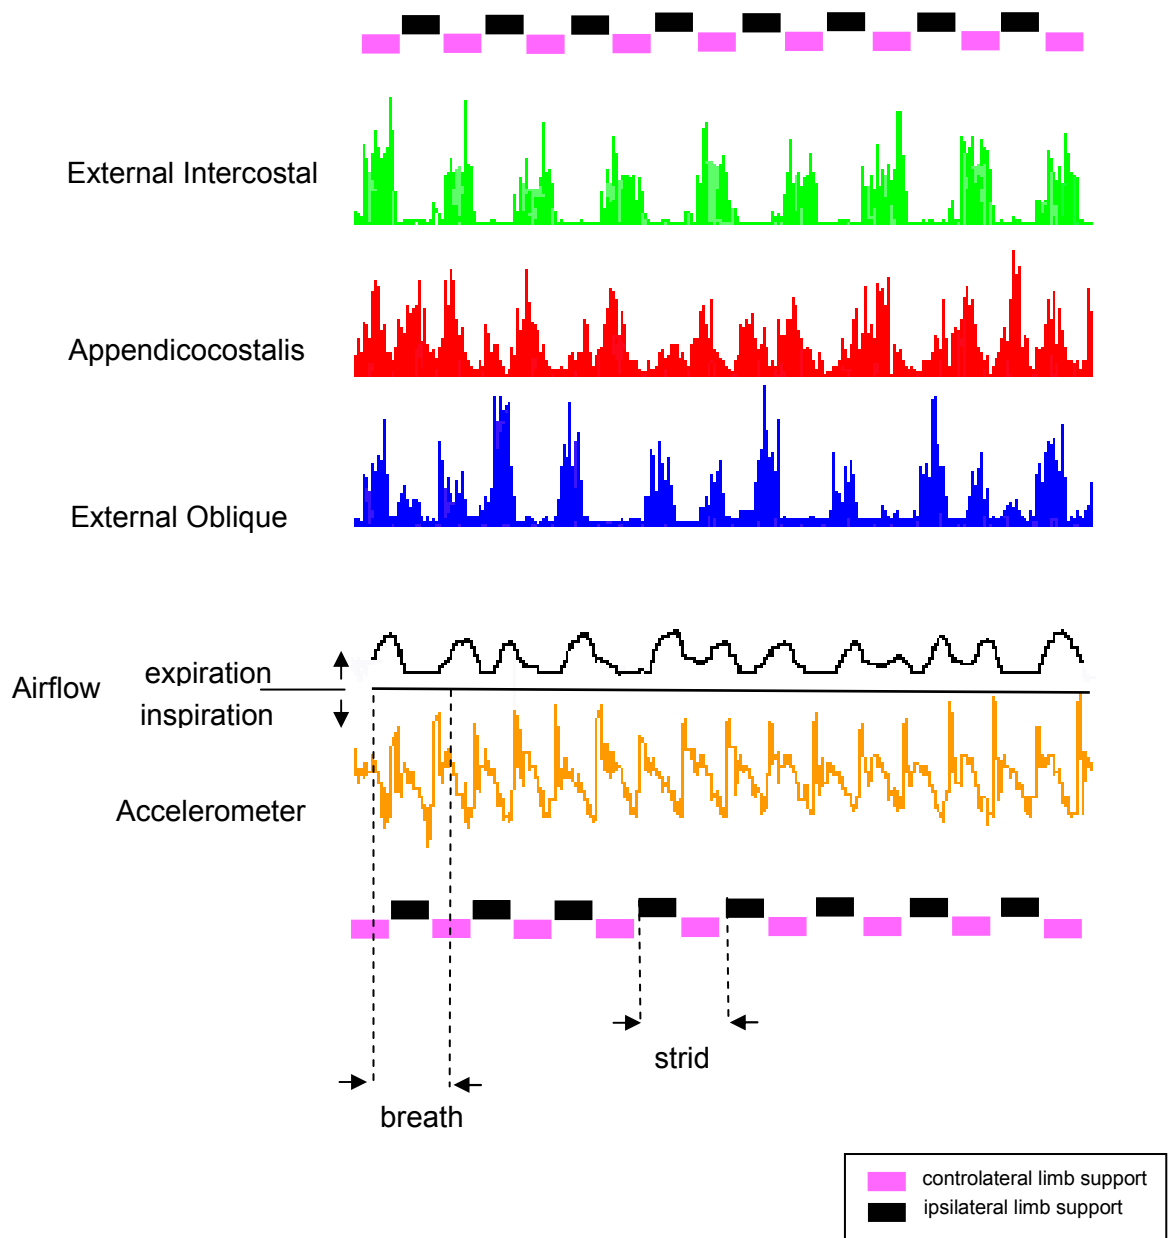 External Intercostal
Appendicocostalis
External Oblique
expiration
Airflow
inspiration
Accelerometer
strid
breath
controlateral limb support
ipsilateral limb support